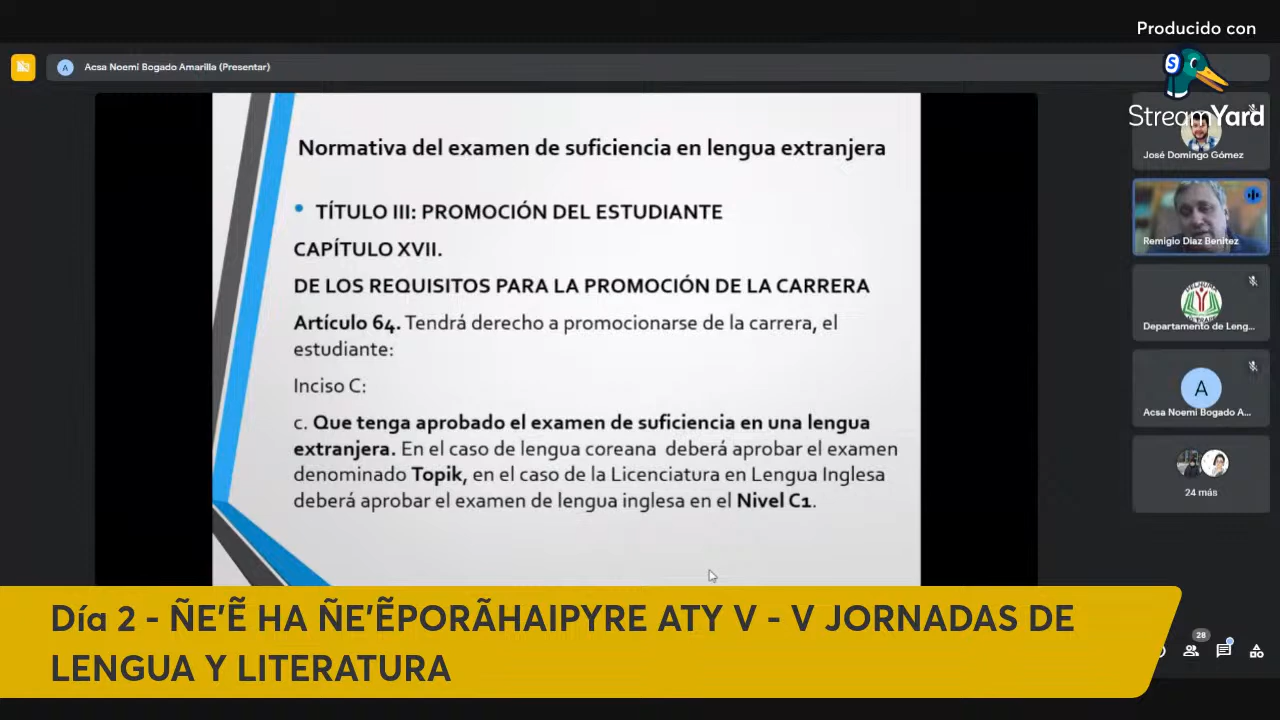 Producido con
StreamYard
Acsa Noemi Bogado Amarilla (Presentar)
Normativa del examen de suficiencia en lengua extranjera
• TÍTULO III: PROMOCIÓN DEL ESTUDIANTE
CAPÍTULO XVII.
DE LOS REQUISITOS PARA LA PROMOCIÓN DE LA CARRERA
Artículo 64. Tendrá derecho a promocionarse de la carrera, el
estudiante:
Inciso C:
c. Que tenga aprobado el examen de suficiencia en una lengua
extranjera. En el caso de lengua coreana deberá aprobar el examen
denominado Topik, en el caso de la Licenciatura en Lengua Inglesa
deberá aprobar el examen de lengua inglesa en el Nivel C1.
José Domingo Gómez
Remigio Diaz Benitez
Departamento de Leng...
A
Acsa Noemi Bogado A...
24 más
28
Día 2 - ÑE'Ẽ HA ÑE'ẼPORÃHAIPYRE ATY V - V JORNADAS DE
LENGUA Y LITERATURA